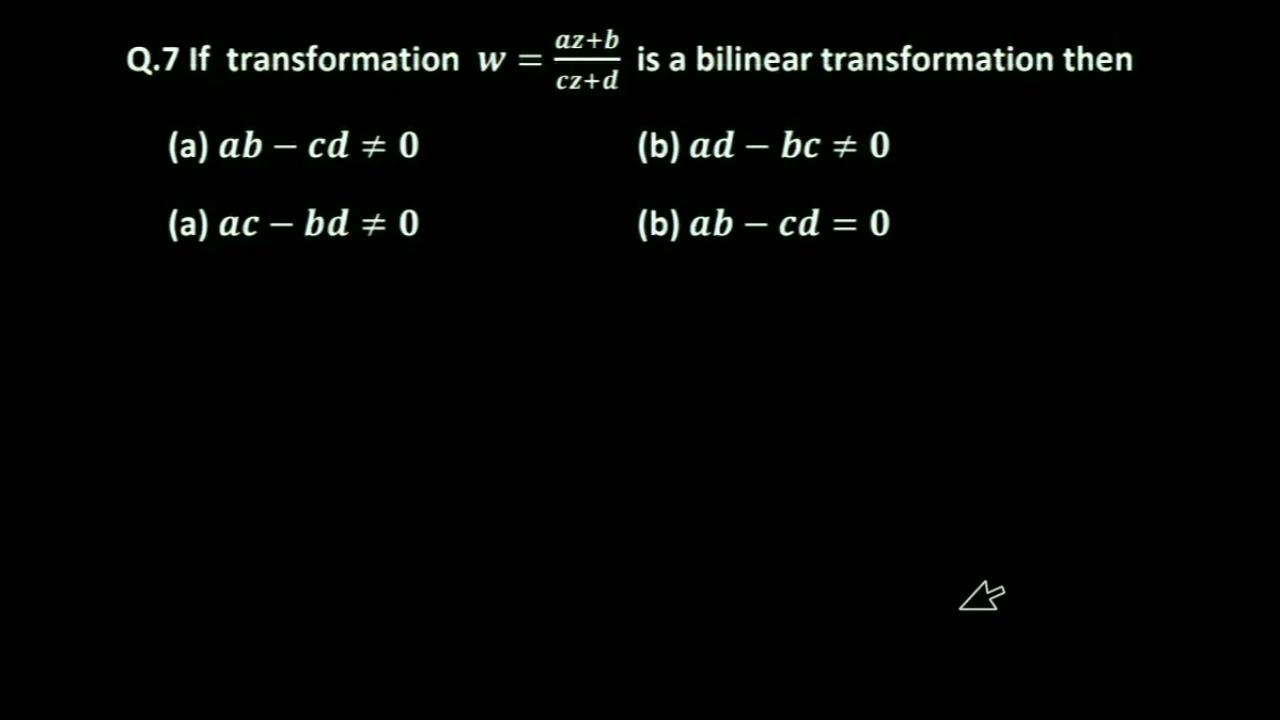 Q.7 If transformation w = \frac{az+b}{cz+d} is a bilinear transformation then
(a) ab − cd ≠ 0 (b) ad − bc ≠ 0
(a) ac − bd ≠ 0 (b) ab − cd = 0